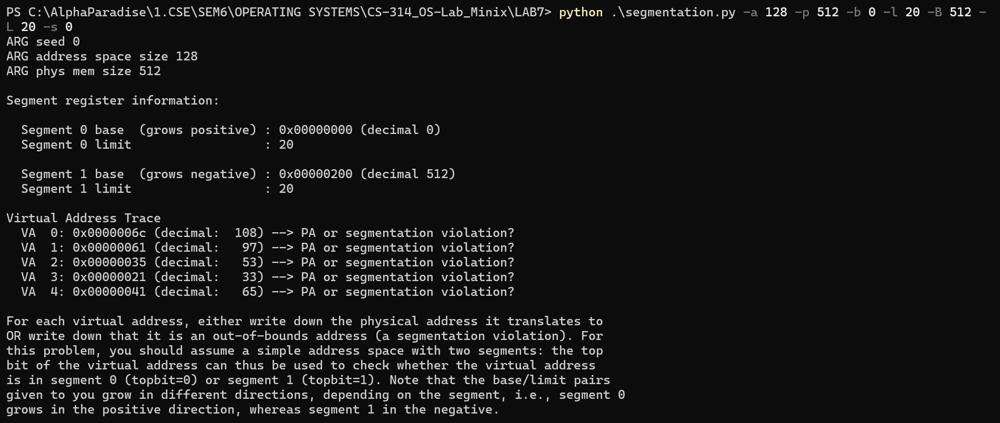 PS C:\AlphaParadise\1.CSE\SEM6\OPERATING SYSTEMS\CS-314_OS-Lab_Minix\LAB7> python .\segmentation.py -a 128 -p 512 -b 0 -l 20 -B 512 -
L 20 -s 0
ARG seed 0
ARG address space size 128
ARG phys mem size 512

Segment register information:

  Segment 0 base  (grows positive) : 0x00000000 (decimal 0)
  Segment 0 limit                  : 20

  Segment 1 base  (grows negative) : 0x00000200 (decimal 512)
  Segment 1 limit                  : 20

Virtual Address Trace
  VA  0: 0x0000006c (decimal:  108) --> PA or segmentation violation?
  VA  1: 0x00000061 (decimal:   97) --> PA or segmentation violation?
  VA  2: 0x00000035 (decimal:   53) --> PA or segmentation violation?
  VA  3: 0x00000021 (decimal:   33) --> PA or segmentation violation?
  VA  4: 0x00000041 (decimal:   65) --> PA or segmentation violation?

For each virtual address, either write down the physical address it translates to
OR write down that it is an out-of-bounds address (a segmentation violation). For
this problem, you should assume a simple address space with two segments: the top
bit of the virtual address can thus be used to check whether the virtual address
is in segment 0 (topbit=0) or segment 1 (topbit=1). Note that the base/limit pairs
given to you grow in different directions, depending on the segment, i.e., segment 0
grows in the positive direction, whereas segment 1 in the negative.